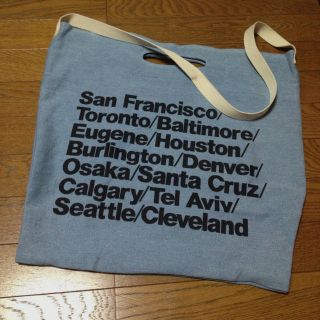 San Francisco/
Toronto/Baltimore/
Eugene/Houston/
Burlington/Denver/
Osaka/Santa Cruz/
Calgary/Tel Aviv/
Seattle/Cleveland